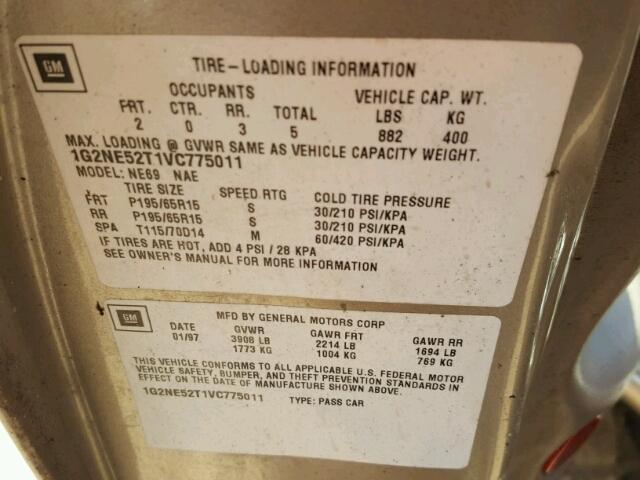 GM
TIRE-LOADING INFORMATION
OCCUPANTS VEHICLE CAP. WT.
FRT. CTR. RR. TOTAL LBS KG
2 0 3 5 882 400
MAX. LOADING @ GVWR SAME AS VEHICLE CAPACITY WEIGHT.
1G2NE52T1VC775011
MODEL: NE69 NAE
TIRE SIZE SPEED RTG COLD TIRE PRESSURE
FRT P195/65R15 S 30/210 PSI/KPA
RR P195/65R15 S 30/210 PSI/KPA
SPA T115/70D14 M 60/420 PSI/KPA
IF TIRES ARE HOT, ADD 4 PSI / 28 KPA
SEE OWNER'S MANUAL FOR MORE INFORMATION
GM
MFD BY GENERAL MOTORS CORP
DATE GVWR GAWR FRT GAWR RR
01/97 3908 LB 2214 LB 1694 LB
1773 KG 1004 KG 769 KG
THIS VEHICLE CONFORMS TO ALL APPLICABLE U.S. FEDERAL MOTOR
VEHICLE SAFETY, BUMPER, AND THEFT PREVENTION STANDARDS IN
EFFECT ON THE DATE OF MANUFACTURE SHOWN ABOVE.
1G2NE52T1VC775011 TYPE: PASS CAR